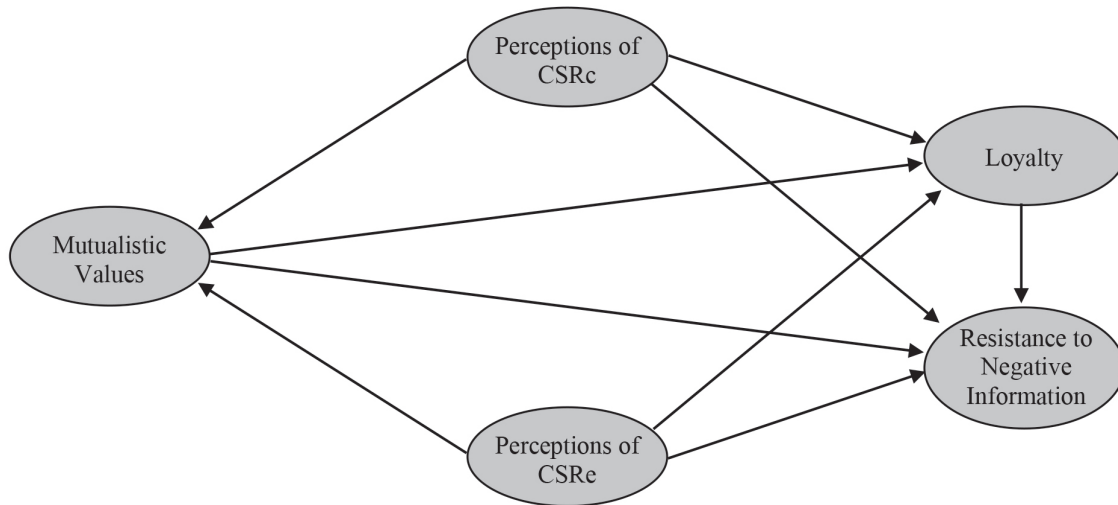 Perceptions of
CSRc
Loyalty
Mutualistic
Values
Resistance to
Negative
Information
Perceptions of
CSRe